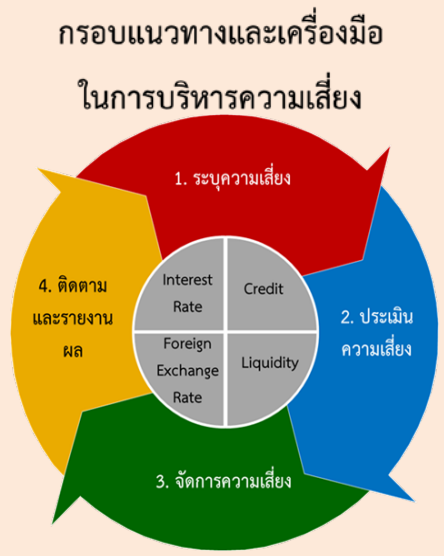 กรอบแนวทางและเครื่องมือ
ในการบริหารความเสี่ยง
1. ระบุความเสี่ยง
2. ประเมิน
ความเสี่ยง
3. จัดการความเสี่ยง
4. ติดตาม
และรายงาน
ผล
Interest
Rate
Credit
Foreign
Exchange
Rate
Liquidity